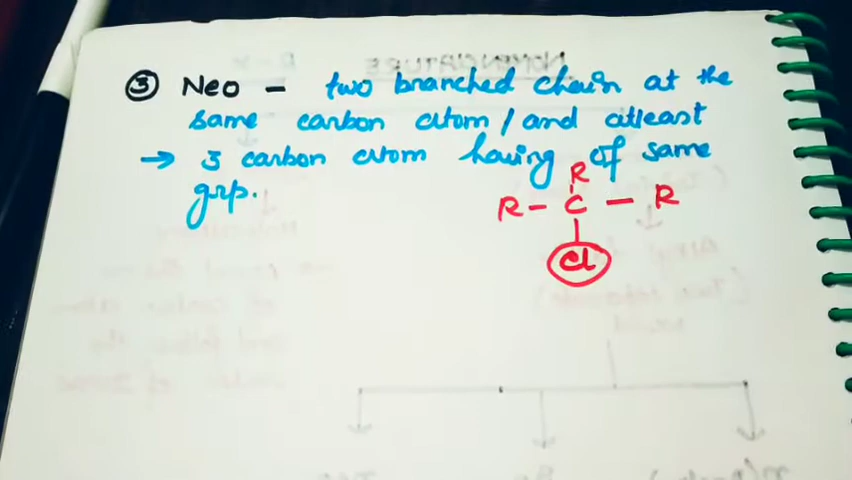 ③ Neo - two branched chain at the
same carbon atom / and atleast
→ 3 carbon atom having of same
grp.
R
R - C - R
Cl